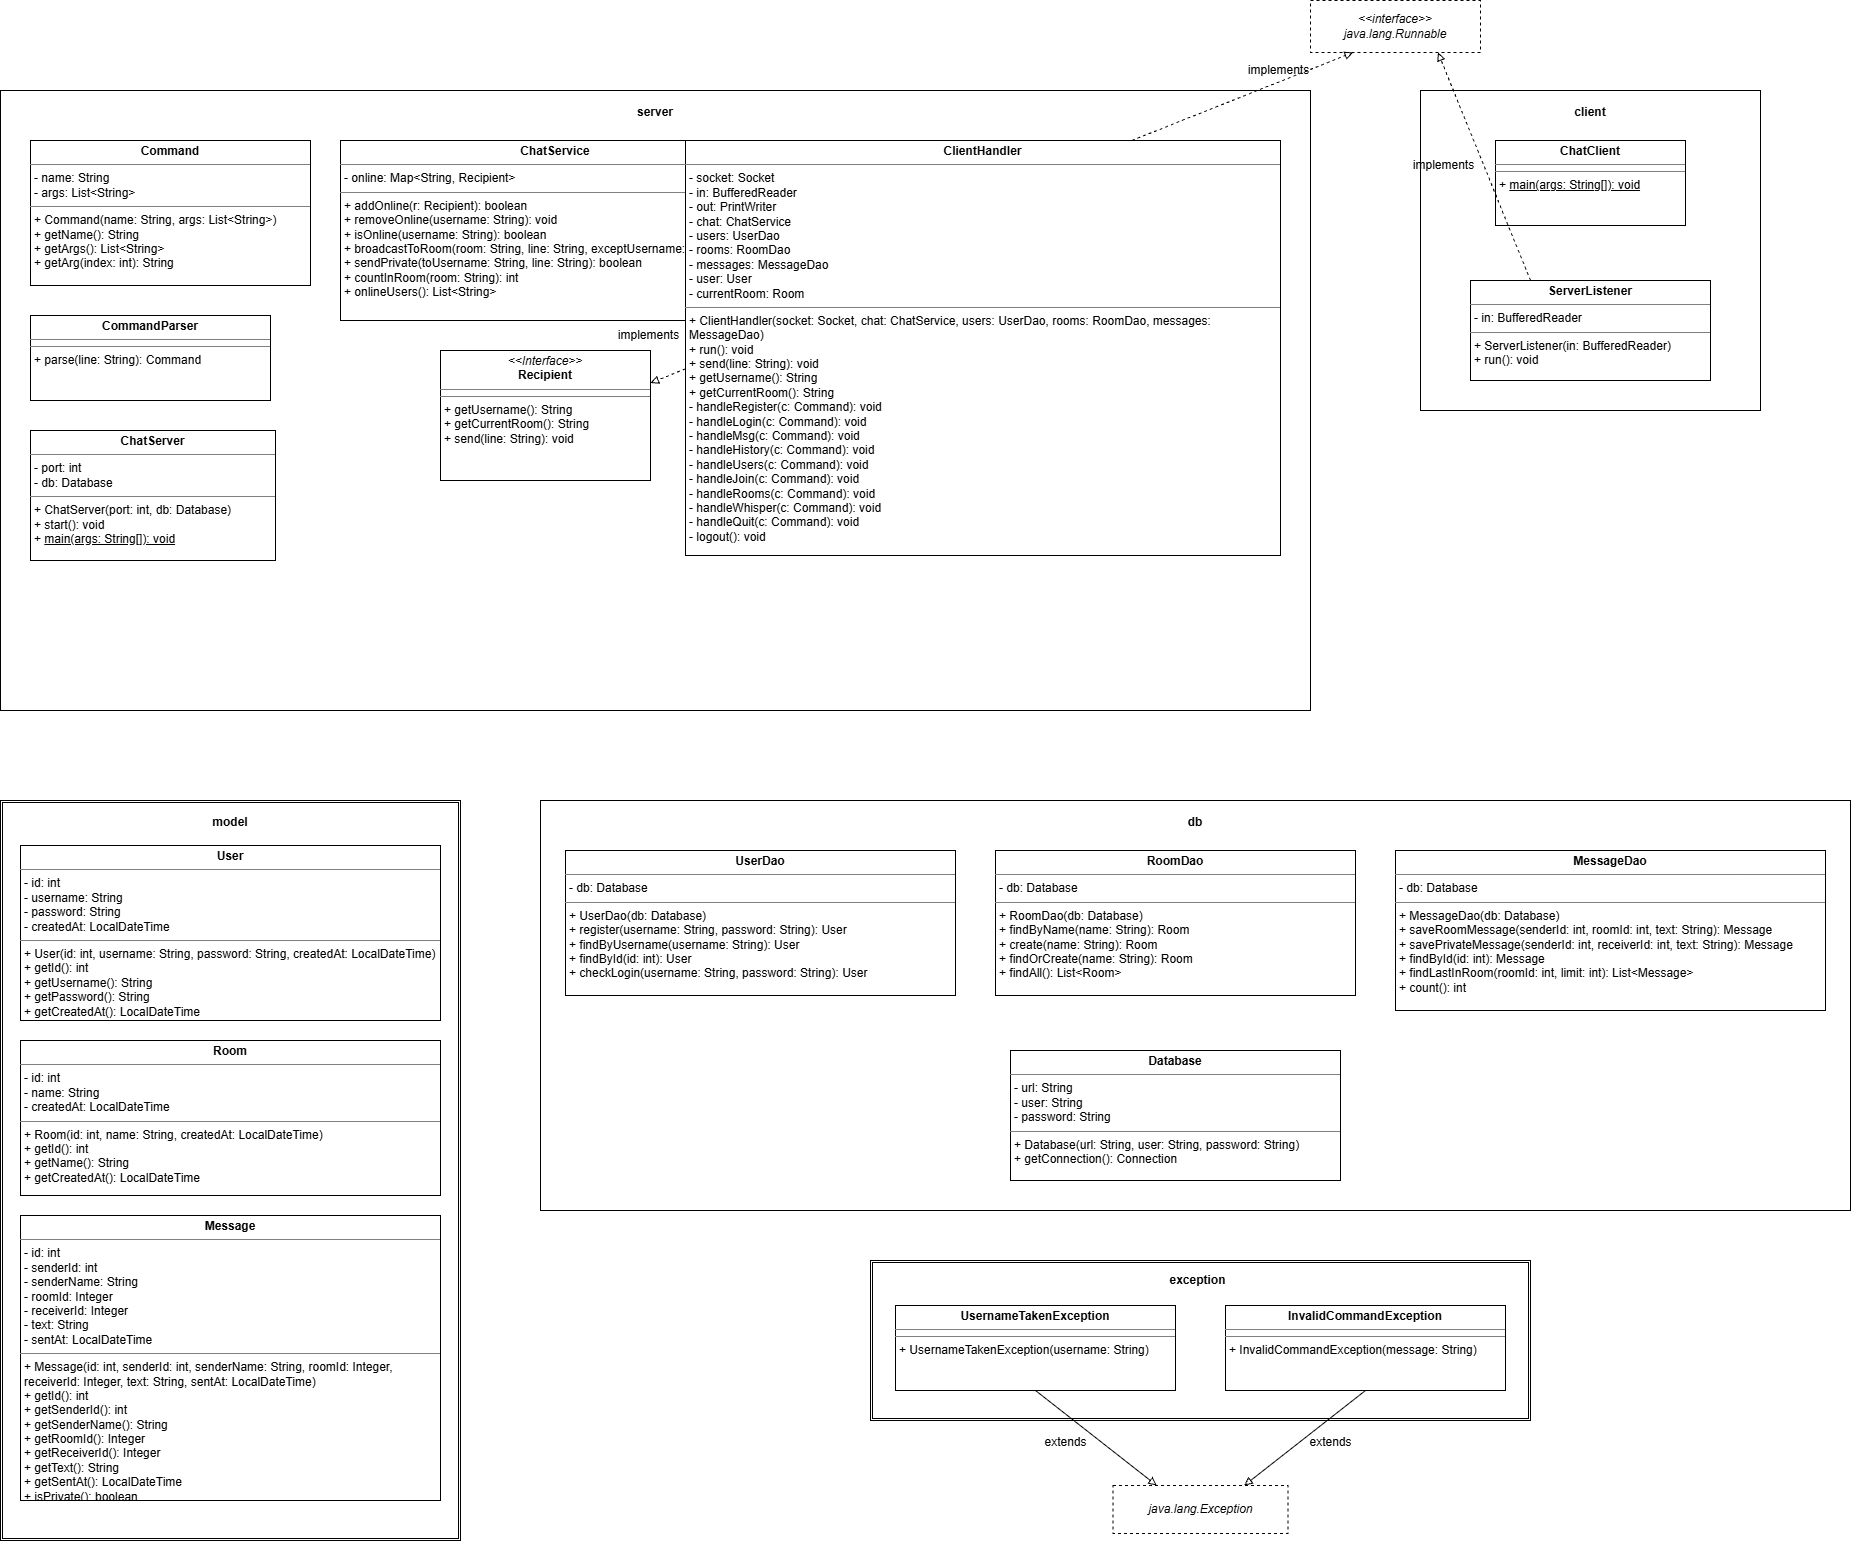 <<interface>>
java.lang.Runnable
implements
server
Command
- name: String
- args: List<String>
+ Command(name: String, args: List<String>)
+ getName(): String
+ getArgs(): List<String>
+ getArg(index: int): String
CommandParser
+ parse(line: String): Command
ChatServer
- port: int
- db: Database
+ ChatServer(port: int, db: Database)
+ start(): void
+ main(args: String[]): void
ChatService
- online: Map<String, Recipient>
+ addOnline(r: Recipient): boolean
+ removeOnline(username: String): void
+ isOnline(username: String): boolean
+ broadcastToRoom(room: String, line: String, exceptUsername:
+ sendPrivate(toUsername: String, line: String): boolean
+ countInRoom(room: String): int
+ onlineUsers(): List<String>
implements
<<Interface>>
Recipient
+ getUsername(): String
+ getCurrentRoom(): String
+ send(line: String): void
ClientHandler
- socket: Socket
- in: BufferedReader
- out: PrintWriter
- chat: ChatService
- users: UserDao
- rooms: RoomDao
- messages: MessageDao
- user: User
- currentRoom: Room
+ ClientHandler(socket: Socket, chat: ChatService, users: UserDao, rooms: RoomDao, messages:
MessageDao)
+ run(): void
+ send(line: String): void
+ getUsername(): String
+ getCurrentRoom(): String
- handleRegister(c: Command): void
- handleLogin(c: Command): void
- handleMsg(c: Command): void
- handleHistory(c: Command): void
- handleUsers(c: Command): void
- handleJoin(c: Command): void
- handleRooms(c: Command): void
- handleWhisper(c: Command): void
- handleQuit(c: Command): void
- logout(): void
client
ChatClient
+ main(args: String[]): void
implements
ServerListener
- in: BufferedReader
+ ServerListener(in: BufferedReader)
+ run(): void
model
User
- id: int
- username: String
- password: String
- createdAt: LocalDateTime
+ User(id: int, username: String, password: String, createdAt: LocalDateTime)
+ getId(): int
+ getUsername(): String
+ getPassword(): String
+ getCreatedAt(): LocalDateTime
Room
- id: int
- name: String
- createdAt: LocalDateTime
+ Room(id: int, name: String, createdAt: LocalDateTime)
+ getId(): int
+ getName(): String
+ getCreatedAt(): LocalDateTime
Message
- id: int
- senderId: int
- senderName: String
- roomId: Integer
- receiverId: Integer
- text: String
- sentAt: LocalDateTime
+ Message(id: int, senderId: int, senderName: String, roomId: Integer,
receiverId: Integer, text: String, sentAt: LocalDateTime)
+ getId(): int
+ getSenderId(): int
+ getSenderName(): String
+ getRoomId(): Integer
+ getReceiverId(): Integer
+ getText(): String
+ getSentAt(): LocalDateTime
+ isPrivate(): boolean
db
UserDao
- db: Database
+ UserDao(db: Database)
+ register(username: String, password: String): User
+ findByUsername(username: String): User
+ findById(id: int): User
+ checkLogin(username: String, password: String): User
RoomDao
- db: Database
+ RoomDao(db: Database)
+ findByName(name: String): Room
+ create(name: String): Room
+ findOrCreate(name: String): Room
+ findAll(): List<Room>
MessageDao
- db: Database
+ MessageDao(db: Database)
+ saveRoomMessage(senderId: int, roomId: int, text: String): Message
+ savePrivateMessage(senderId: int, receiverId: int, text: String): Message
+ findById(id: int): Message
+ findLastInRoom(roomId: int, limit: int): List<Message>
+ count(): int
Database
- url: String
- user: String
- password: String
+ Database(url: String, user: String, password: String)
+ getConnection(): Connection
exception
UsernameTakenException
+ UsernameTakenException(username: String)
InvalidCommandException
+ InvalidCommandException(message: String)
extends
extends
java.lang.Exception